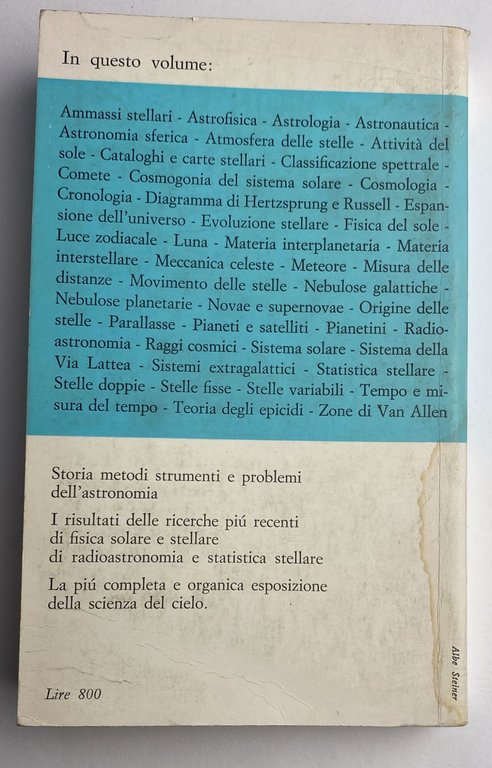 In questo volume:
Ammassi stellari - Astrofisica - Astrologia - Astronautica -
Astronomia sferica - Atmosfera delle stelle - Attività del
sole - Cataloghi e carte stellari - Classificazione spettrale -
Comete - Cosmogonia del sistema solare - Cosmologia -
Cronologia - Diagramma di Hertzsprung e Russell - Espan-
sione dell'universo - Evoluzione stellare - Fisica del sole -
Luce zodiacale - Luna - Materia interplanetaria - Materia
interstellare - Meccanica celeste - Meteore - Misura delle
distanze - Movimento delle stelle - Nebulose galattiche -
Nebulose planetarie - Novae e supernovae - Origine delle
stelle - Parallasse - Pianeti e satelliti - Pianetini - Radio-
astronomia - Raggi cosmici - Sistema solare - Sistema della
Via Lattea - Sistemi extragalattici - Statistica stellare -
Stelle doppie - Stelle fisse - Stelle variabili - Tempo e mi-
sura del tempo - Teoria degli epicidi - Zone di Van Allen
Storia metodi strumenti e problemi
dell'astronomia
I risultati delle ricerche piú recenti
di fisica solare e stellare
di radioastronomia e statistica stellare
La piú completa e organica esposizione
della scienza del cielo.
Lire 800
Albe Steiner